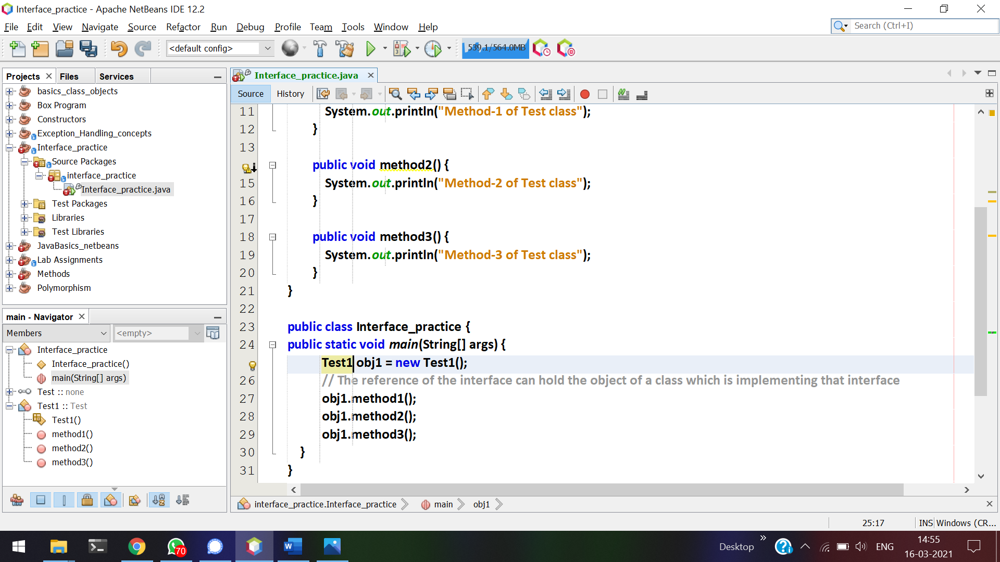 Interface_practice - Apache NetBeans IDE 12.2
File Edit View Navigate Source Refactor Run Debug Profile Team Tools Window Help
Search (Ctrl+I)
<default config>
539.1/564.0MB
Projects Files Services
basics_class_objects
Box Program
Constructors
Exception_Handling_concepts
Interface_practice
Source Packages
interface_practice
Interface_practice.java
Test Packages
Libraries
Test Libraries
JavaBasics_netbeans
Lab Assignments
Methods
Polymorphism
main - Navigator
Members <empty>
Interface_practice
Interface_practice()
main(String[] args)
Test :: none
Test1 :: Test
Test1()
method1()
method2()
method3()
Interface_practice.java
Source History
11 System.out.println("Method-1 of Test class");
12 }
13
public void method2() {
15 System.out.println("Method-2 of Test class");
16 }
17
18 public void method3() {
19 System.out.println("Method-3 of Test class");
20 }
21 }
22
23 public class Interface_practice {
24 public static void main(String[] args) {
Test1 obj1 = new Test1();
26 // The reference of the interface can hold the object of a class which is implementing that interface
27 obj1.method1();
28 obj1.method2();
29 obj1.method3();
30 }
31 }
interface_practice.Interface_practice main obj1
25:17 INS Windows (CR...
70
Desktop ENG
14:55
16-03-2021